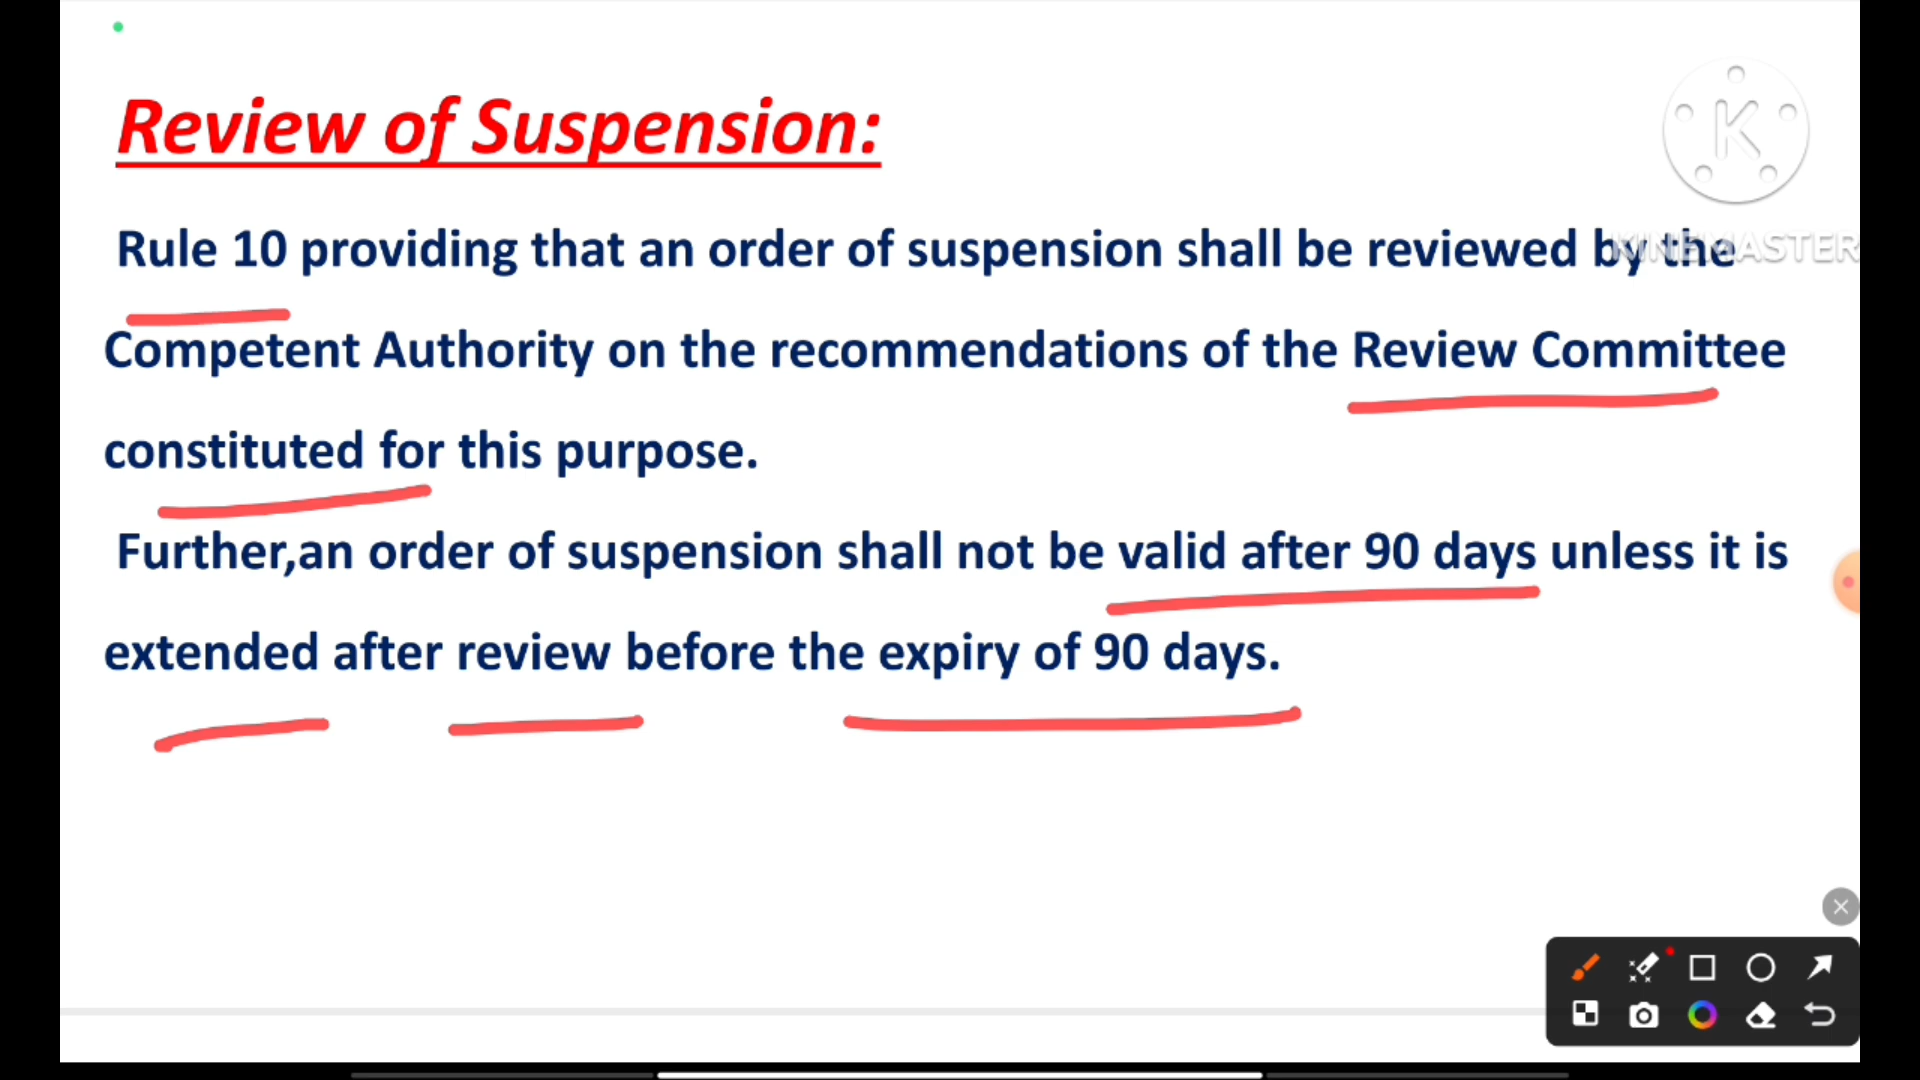 Review of Suspension:
Rule 10 providing that an order of suspension shall be reviewed by the
KINEMASTER
Competent Authority on the recommendations of the Review Committee
constituted for this purpose.
Further,an order of suspension shall not be valid after 90 days unless it is
extended after review before the expiry of 90 days.